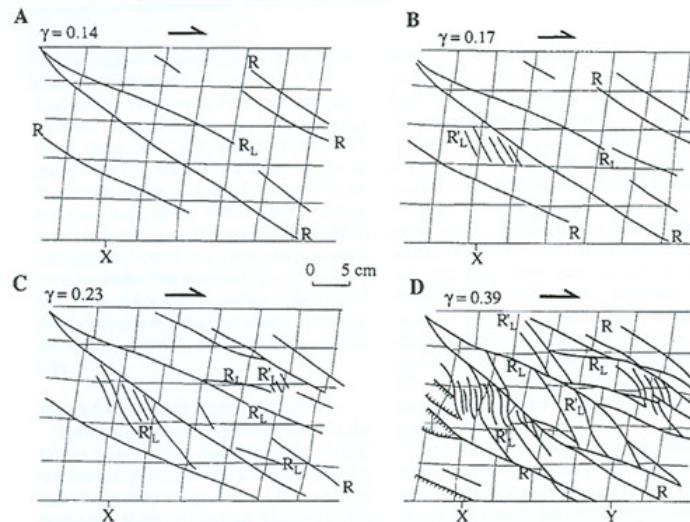 A
γ = 0.14
R
R
R
R_L
R
R
X
B
γ = 0.17
R
R
R'_L
R_L
R
R
X
0 5 cm
C
γ = 0.23
R_L
R'_L
R_L
R'_L
R_L
R
X
D
γ = 0.39
R'_L
R
R_L
R_L
R'_L
R'_L
R
R
X
Y